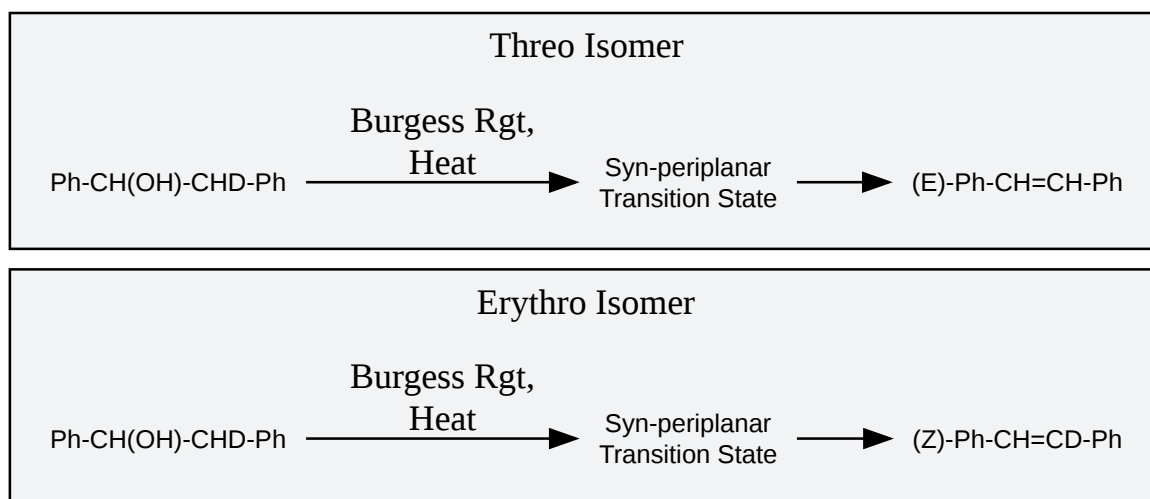 Threo Isomer
Burgess Rgt,
Heat
Ph-CH(OH)-CHD-Ph
Syn-periplanar
Transition State
(E)-Ph-CH=CH-Ph
Erythro Isomer
Burgess Rgt,
Heat
Ph-CH(OH)-CHD-Ph
Syn-periplanar
Transition State
(Z)-Ph-CH=CD-Ph